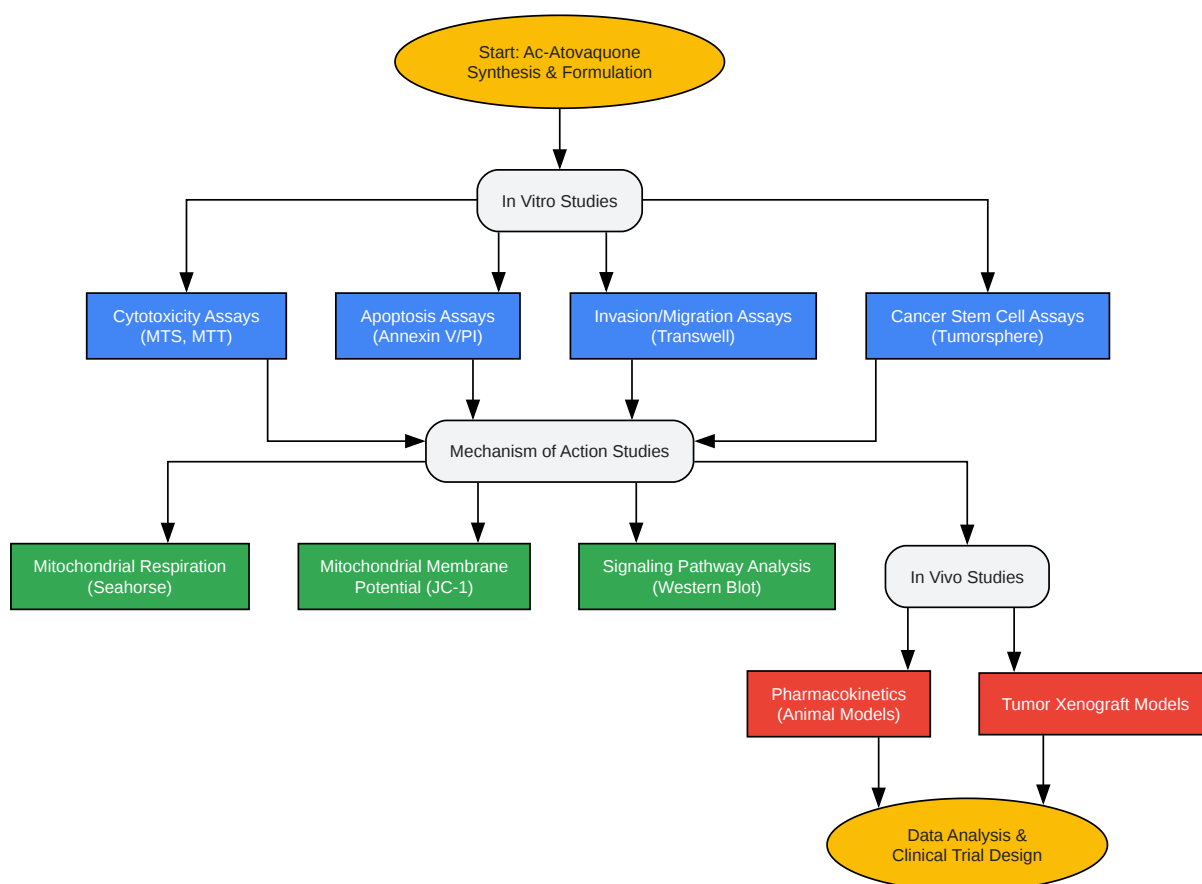 Start: Ac-Atovaquone
Synthesis & Formulation
In Vitro Studies
Cytotoxicity Assays
(MTS, MTT)
Apoptosis Assays
(Annexin V/PI)
Invasion/Migration Assays
(Transwell)
Cancer Stem Cell Assays
(Tumorsphere)
Mechanism of Action Studies
Mitochondrial Respiration
(Seahorse)
Mitochondrial Membrane
Potential (JC-1)
Signaling Pathway Analysis
(Western Blot)
In Vivo Studies
Pharmacokinetics
(Animal Models)
Tumor Xenograft Models
Data Analysis &
Clinical Trial Design